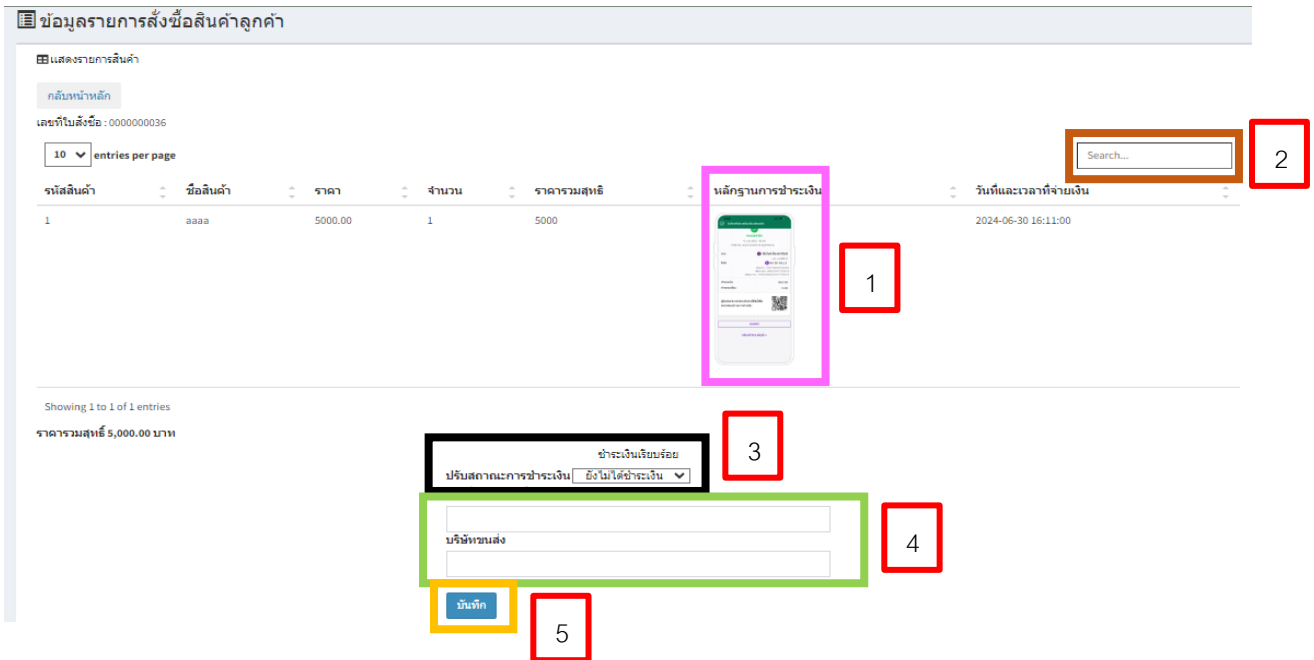 ข้อมูลรายการสั่งซื้อสินค้าลูกค้า
แสดงรายการสินค้า
กลับหน้าหลัก
เลขที่ใบสั่งซื้อ : 0000000036
10 entries per page
Search...
2
รหัสสินค้า ชื่อสินค้า ราคา จำนวน ราคารวมสุทธิ หลักฐานการชำระเงิน วันที่และเวลาที่จ่ายเงิน
1 aaaa 5000.00 1 5000 2024-06-30 16:11:00
1
Showing 1 to 1 of 1 entries
ราคารวมสุทธิ์ 5,000.00 บาท
ชำระเงินเรียบร้อย
3
ปรับสถาณะการชำระเงิน ยังไม่ได้ชำระเงิน
บริษัทขนส่ง
4
บันทึก
5